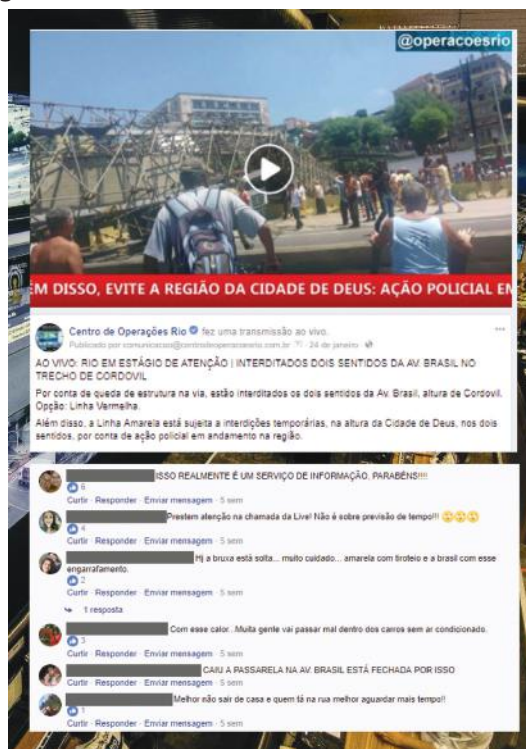 @operacoesrio
M DISSO, EVITE A REGIÃO DA CIDADE DE DEUS: AÇÃO POLICIAL EM
Centro de Operações Rio fez uma transmissão ao vivo.
Publicado por comunicacao@centrodeoperacoesrio.com.br · 24 de janeiro ·
AO VIVO: RIO EM ESTÁGIO DE ATENÇÃO | INTERDITADOS DOIS SENTIDOS DA AV. BRASIL NO
TRECHO DE CORDOVIL
Por conta de queda de estrutura na via, estão interditados os dois sentidos da Av. Brasil, altura de Cordovil.
Opção: Linha Vermelha.
Além disso, a Linha Amarela está sujeita a interdições temporárias, na altura da Cidade de Deus, nos dois
sentidos, por conta de ação policial em andamento na região.
ISSO REALMENTE É UM SERVIÇO DE INFORMAÇÃO, PARABÉNS!!!!
6
Curtir · Responder · Enviar mensagem · 5 sem
Prestem atenção na chamada da Live! Não é sobre previsão de tempo!!!
4
Curtir · Responder · Enviar mensagem · 5 sem
Hj a bruxa está solta... muito cuidado... amarela com tiroteio e a brasil com esse
engarrafamento.
2
Curtir · Responder · Enviar mensagem · 5 sem
1 resposta
Com esse calor...Muita gente vai passar mal dentro dos carros sem ar condicionado.
3
Curtir · Responder · Enviar mensagem · 5 sem
CAIU A PASSARELA NA AV. BRASIL ESTÁ FECHADA POR ISSO
Curtir · Responder · Enviar mensagem · 5 sem
Melhor não sair de casa e quem tá na rua melhor aguardar mais tempo!!
1
Curtir · Responder · Enviar mensagem · 5 sem